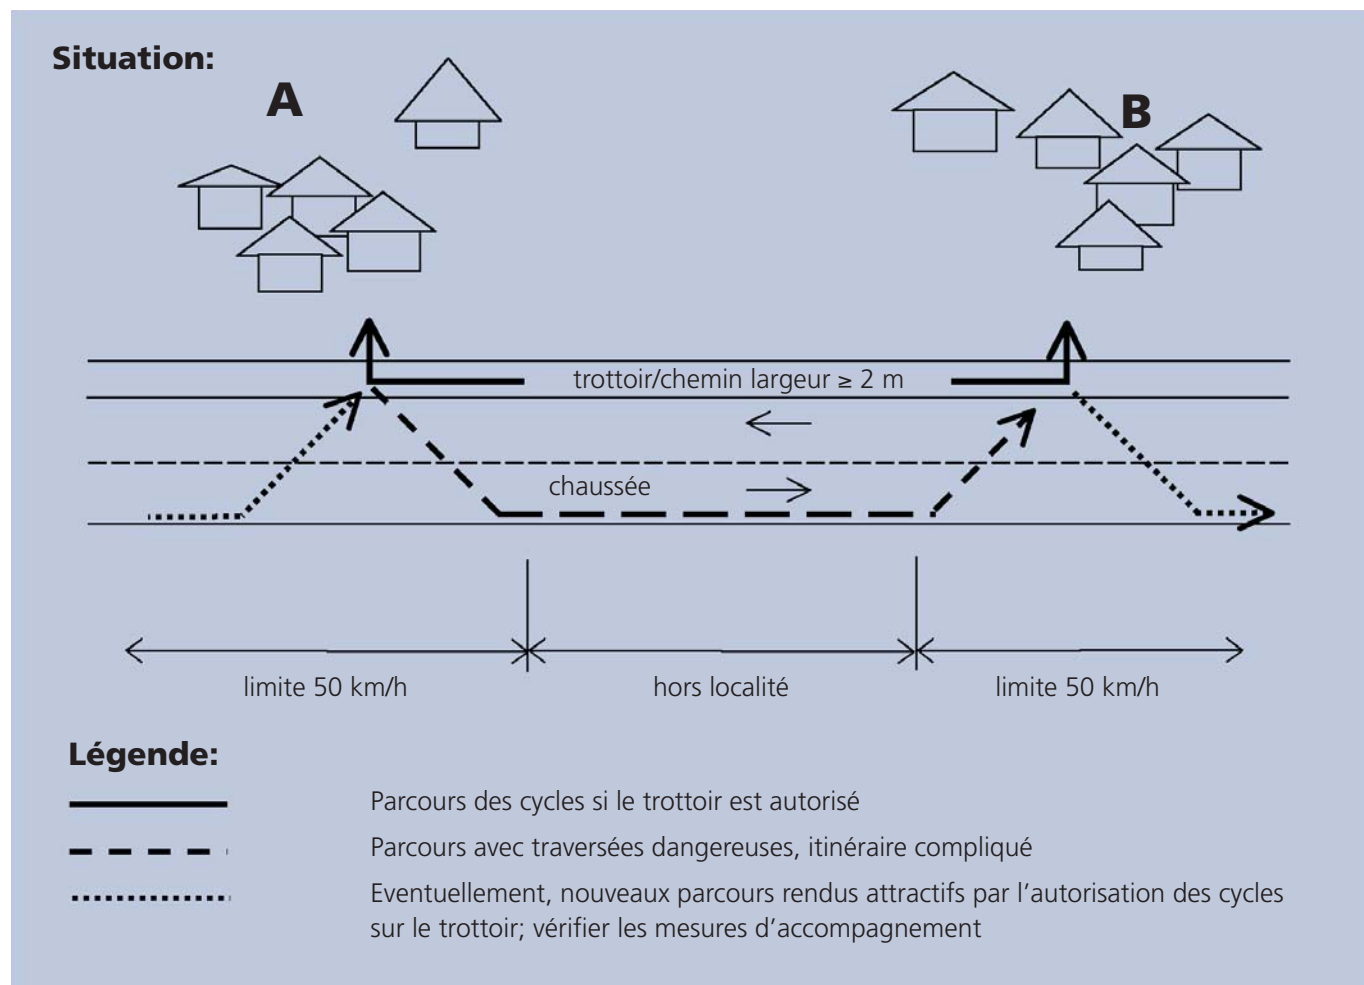 Situation:
A
B
trottoir/chemin largeur ≥ 2 m
chaussée
limite 50 km/h
hors localité
limite 50 km/h
Légende:
Parcours des cycles si le trottoir est autorisé
Parcours avec traversées dangereuses, itinéraire compliqué
Eventuellement, nouveaux parcours rendus attractifs par l'autorisation des cycles
sur le trottoir; vérifier les mesures d'accompagnement